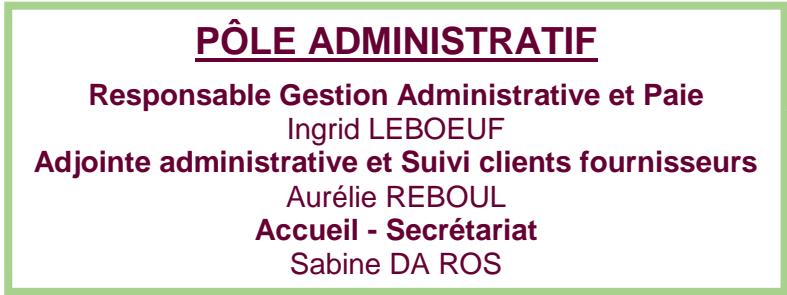 PÔLE ADMINISTRATIF
Responsable Gestion Administrative et Paie
Ingrid LEBOEUF
Adjointe administrative et Suivi clients fournisseurs
Aurélie REBOUL
Accueil - Secrétariat
Sabine DA ROS